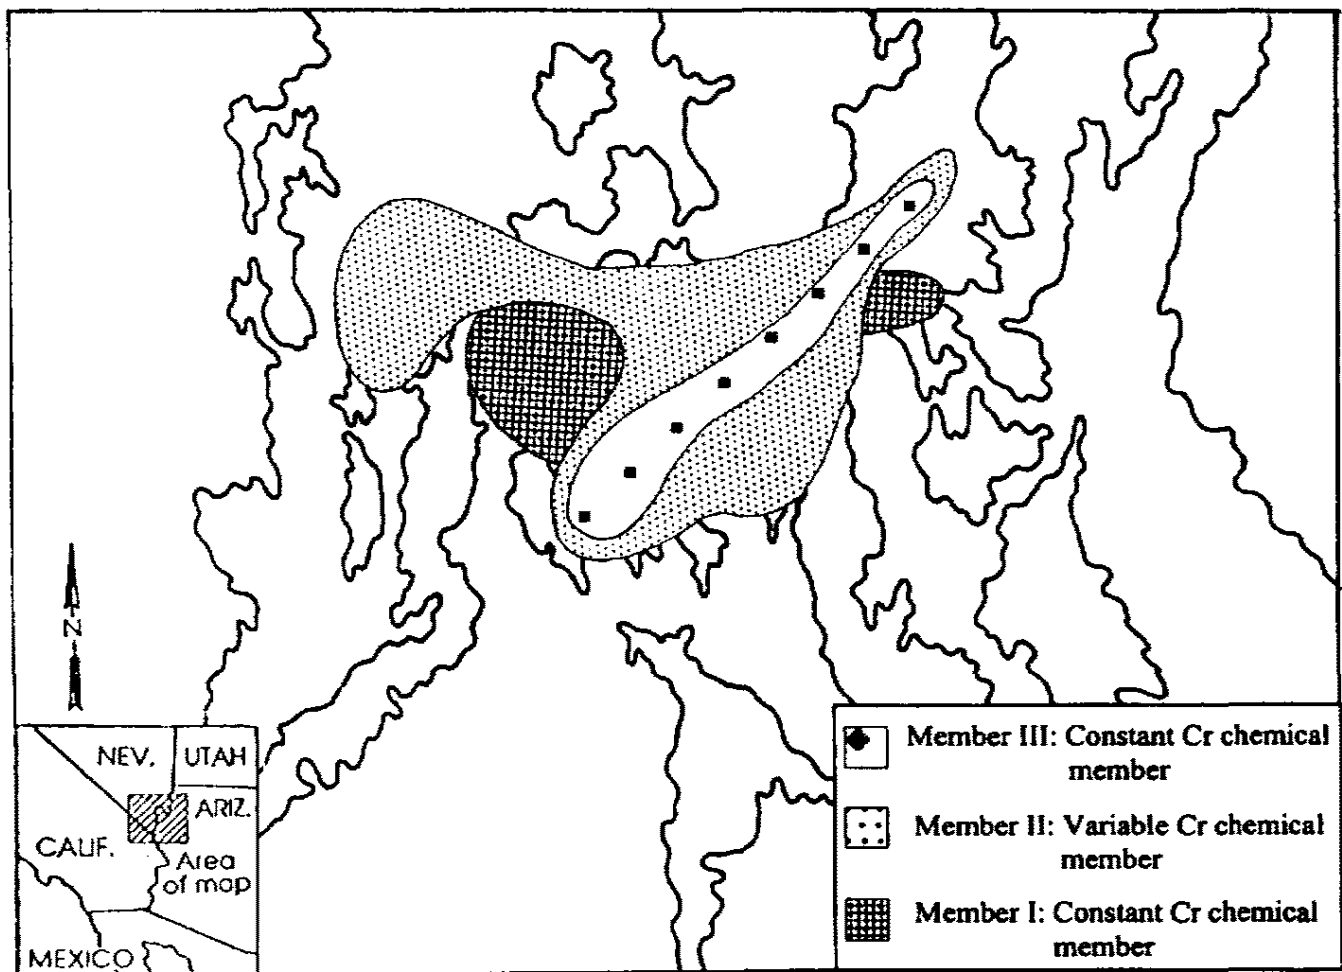 N
NEV.
UTAH
ARIZ.
CALIF.
Area
of map
MEXICO
Member III: Constant Cr chemical
member
Member II: Variable Cr chemical
member
Member I: Constant Cr chemical
member